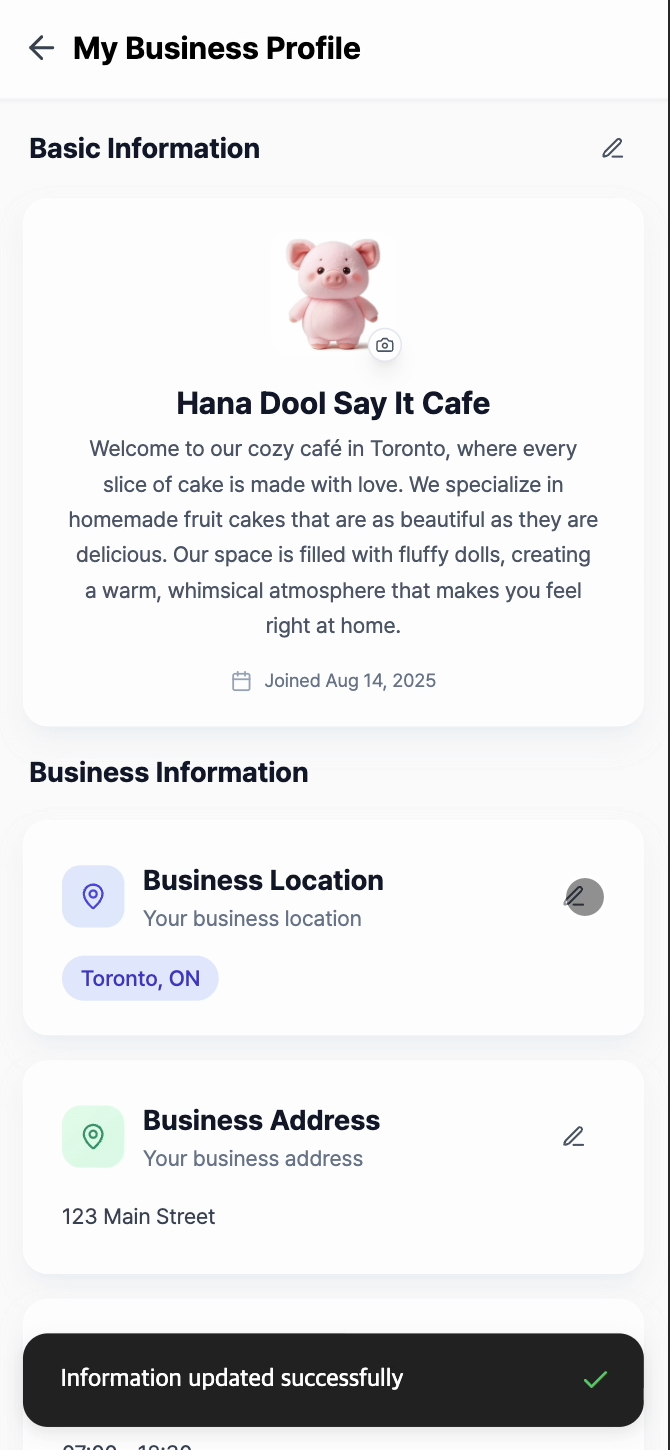 My Business Profile
Basic Information
Hana Dool Say It Cafe
Welcome to our cozy café in Toronto, where every
slice of cake is made with love. We specialize in
homemade fruit cakes that are as beautiful as they are
delicious. Our space is filled with fluffy dolls, creating
a warm, whimsical atmosphere that makes you feel
right at home.
Joined Aug 14, 2025
Business Information
Business Location
Your business location
Toronto, ON
Business Address
Your business address
123 Main Street
Information updated successfully